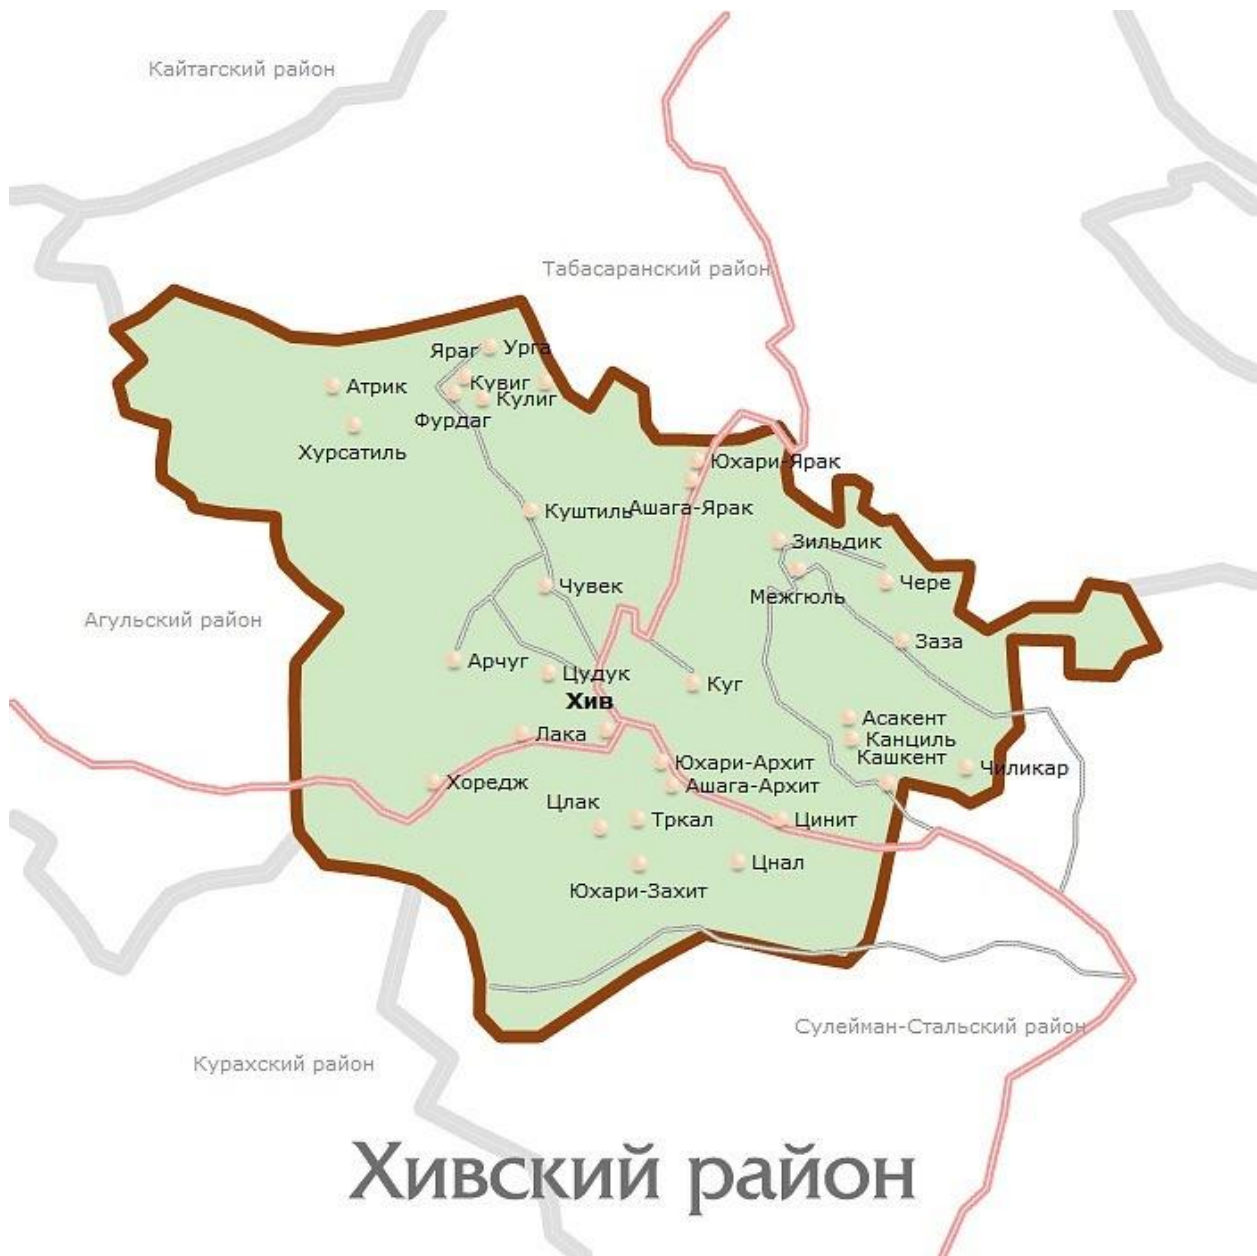 Кайтагский район
Табасаранский район
Яраг
Урга
Атрик
Кувиг
Кулиг
Фурдаг
Хурсатиль
Юхари-Ярак
Ашага-Ярак
Куштиль
Зильдик
Чере
Чувек
Межгюль
Агульский район
Заза
Арчуг
Цудук
Куг
Хив
Асакент
Лака
Канциль
Кашкент
Юхари-Архит
Чиликар
Хоредж
Ашага-Архит
Цлак
Тркал
Цинит
Цнал
Юхари-Захит
Сулейман-Стальский район
Курахский район
Хивский район